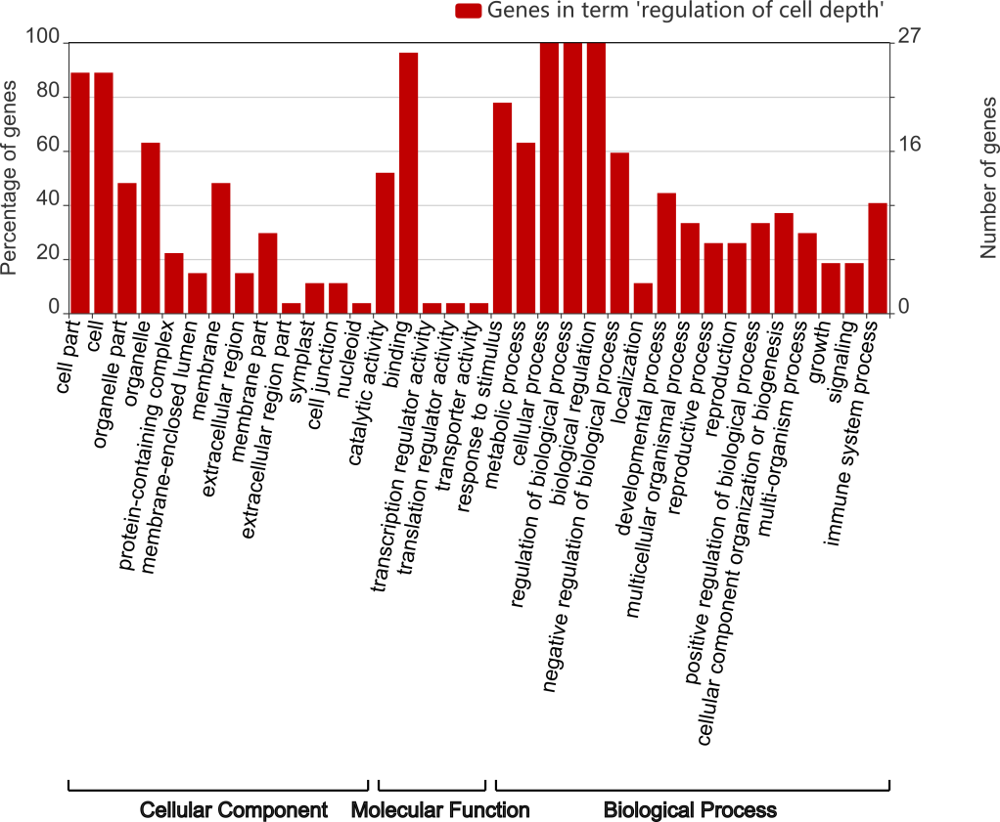 Genes in term 'regulation of cell depth'
Percentage of genes
100
80
60
40
20
0
27
16
0
Number of genes
cell part
cell
organelle part
organelle
protein-containing complex
membrane-enclosed lumen
membrane
extracellular region
membrane part
extracellular region part
symplast
cell junction
nucleoid
catalytic activity
binding
transcription regulator activity
translation regulator activity
transporter activity
response to stimulus
metabolic process
cellular process
regulation of biological process
biological regulation
negative regulation of biological process
localization
developmental process
multicellular organismal process
reproductive process
reproduction
positive regulation of biological process
cellular component organization or biogenesis
multi-organism process
growth
signaling
immune system process
Cellular Component
Molecular Function
Biological Process